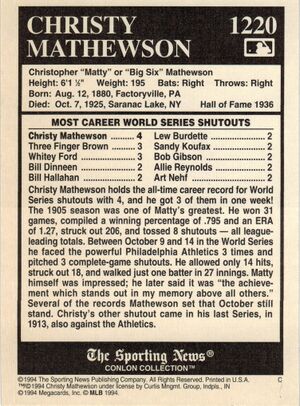 CHRISTY 1220
MATHEWSON
Christopher "Matty" or "Big Six" Mathewson
Height: 6'1 ½" Weight: 195 Bats: Right Throws: Right
Born: Aug. 12, 1880, Factoryville, PA
Died: Oct. 7, 1925, Saranac Lake, NY Hall of Fame 1936
MOST CAREER WORLD SERIES SHUTOUTS
Christy Mathewson ........ 4 Lew Burdette ................. 2
Three Finger Brown ....... 3 Sandy Koufax ................ 2
Whitey Ford ................... 3 Bob Gibson .................... 2
Bill Dinneen .................... 2 Allie Reynolds ................ 2
Bill Hallahan ................... 2 Art Nehf .......................... 2
Christy Mathewson holds the all-time career record for World
Series shutouts with 4, and he got 3 of them in one week!
The 1905 season was one of Matty's greatest. He won 31
games, compiled a winning percentage of .795 and an ERA
of 1.27, struck out 206, and tossed 8 shutouts — all league-
leading totals. Between October 9 and 14 in the World Series
he faced the powerful Philadelphia Athletics 3 times and
pitched 3 complete-game shutouts. He allowed only 14 hits,
struck out 18, and walked just one batter in 27 innings. Matty
himself was impressed; he later said it was "the achieve-
ment which stands out in my memory above all others."
Several of the records Mathewson set that October still
stand. Christy's other shutout came in his last Series, in
1913, also against the Athletics.
The Sporting News®
CONLON COLLECTION™
©1994 The Sporting News Publishing Company. All Rights Reserved. Printed in U.S.A. C
™/©1994 Christy Mathewson under license by Curtis Mngmt. Group, Indpls., IN
©1994 Megacards, Inc. © MLB 1994.